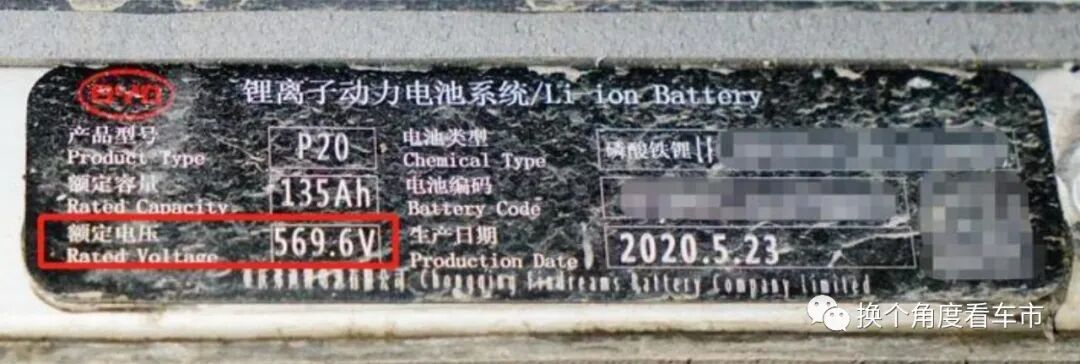 BYD 锂离子动力电池系统/Li-ion Battery
产品型号 P20 电池类型 磷酸铁锂
Product Type Chemical Type
额定容量 135Ah 电池编码
Rated Capacity Battery Code
额定电压 569.6V 生产日期 2020.5.23
Rated Voltage Production Date
Chongqing Findreams Battery Company Limited
换个角度看车市